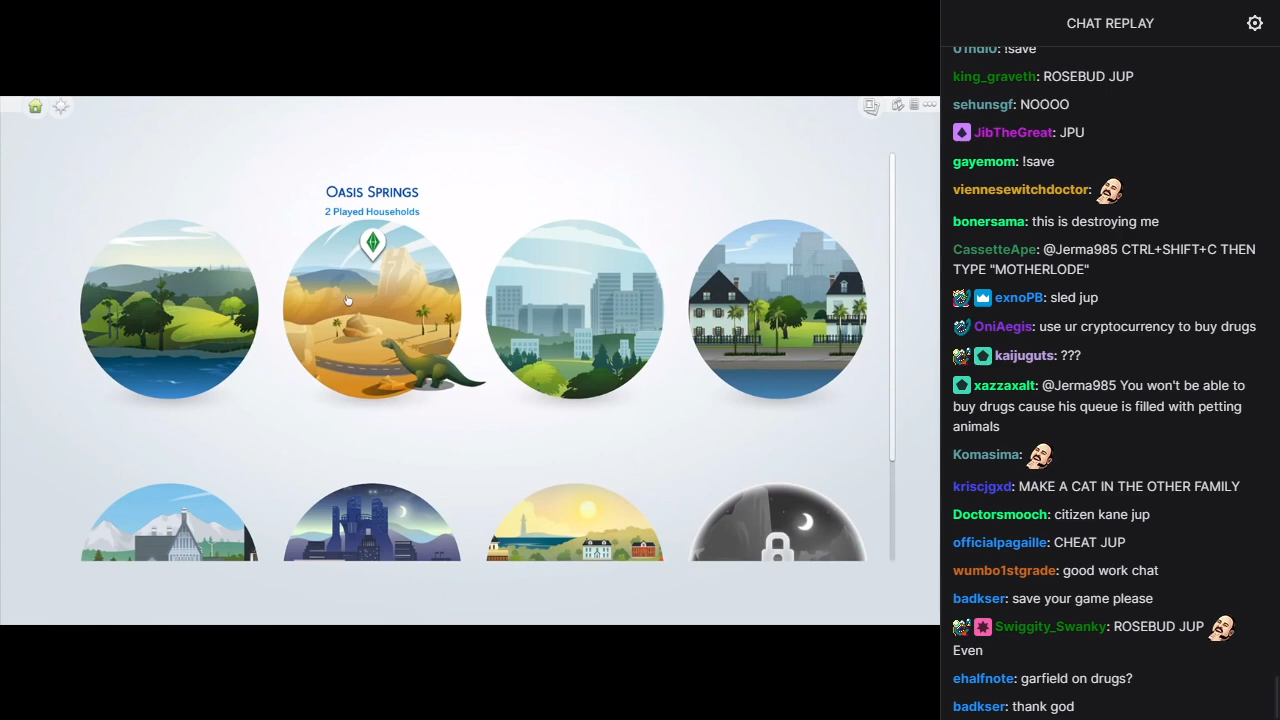 OASIS SPRINGS
2 Played Households
CHAT REPLAY
U1ndi0: !save
king_graveth: ROSEBUD JUP
sehunsgf: NOOOO
JibTheGreat: JPU
gayemom: !save
viennesewitchdoctor:
bonersama: this is destroying me
CassetteApe: @Jerma985 CTRL+SHIFT+C THEN
TYPE "MOTHERLODE"
exnoPB: sled jup
OniAegis: use ur cryptocurrency to buy drugs
kaijuguts: ???
xazzaxalt: @Jerma985 You won't be able to
buy drugs cause his queue is filled with petting
animals
Komasima:
kriscjgxd: MAKE A CAT IN THE OTHER FAMILY
Doctorsmooch: citizen kane jup
officialpagaille: CHEAT JUP
wumbo1stgrade: good work chat
badkser: save your game please
Swiggity_Swanky: ROSEBUD JUP
Even
ehalfnote: garfield on drugs?
badkser: thank god